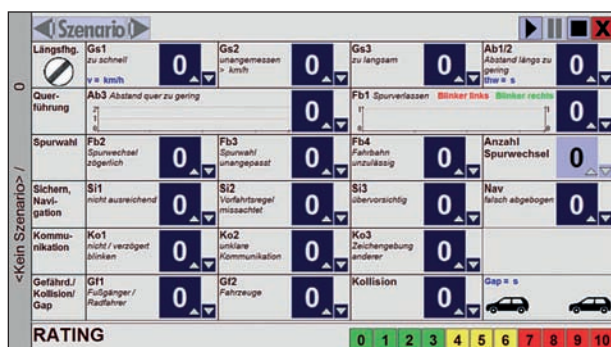 Szenario
Längsfhg.
Gs1
zu schnell
v = km/h
0
Gs2
unangemessen
> km/h
0
Gs3
zu langsam
0
Ab1/2
Abstand längs zu
gering
thw = s
0
Quer-
führung
Ab3 Abstand quer zu gering
0
Fb1 Spurverlassen Blinker links Blinker rechts
0
Spurwahl
Fb2
Spurwechsel
zögerlich
0
Fb3
Spurwahl
unangepasst
0
Fb4
Fahrbahn
unzulässig
0
Anzahl
Spurwechsel
0
Sichern,
Navi-
gation
Si1
nicht ausreichend
0
Si2
Vorfahrtsregel
missachtet
0
Si3
übervorsichtig
0
Nav
falsch abgebogen
0
Kommu-
nikation
Ko1
nicht / verzögert
blinken
0
Ko2
unklare
Kommunikation
0
Ko3
Zeichengebung
anderer
0
Gefährd./
Kollision/
Gap
Gf1
Fußgänger /
Radfahrer
0
Gf2
Fahrzeuge
0
Kollision
0
Gap = s
RATING
0 1 2 3 4 5 6 7 8 9 10
<Kein Szenario> / 0
X